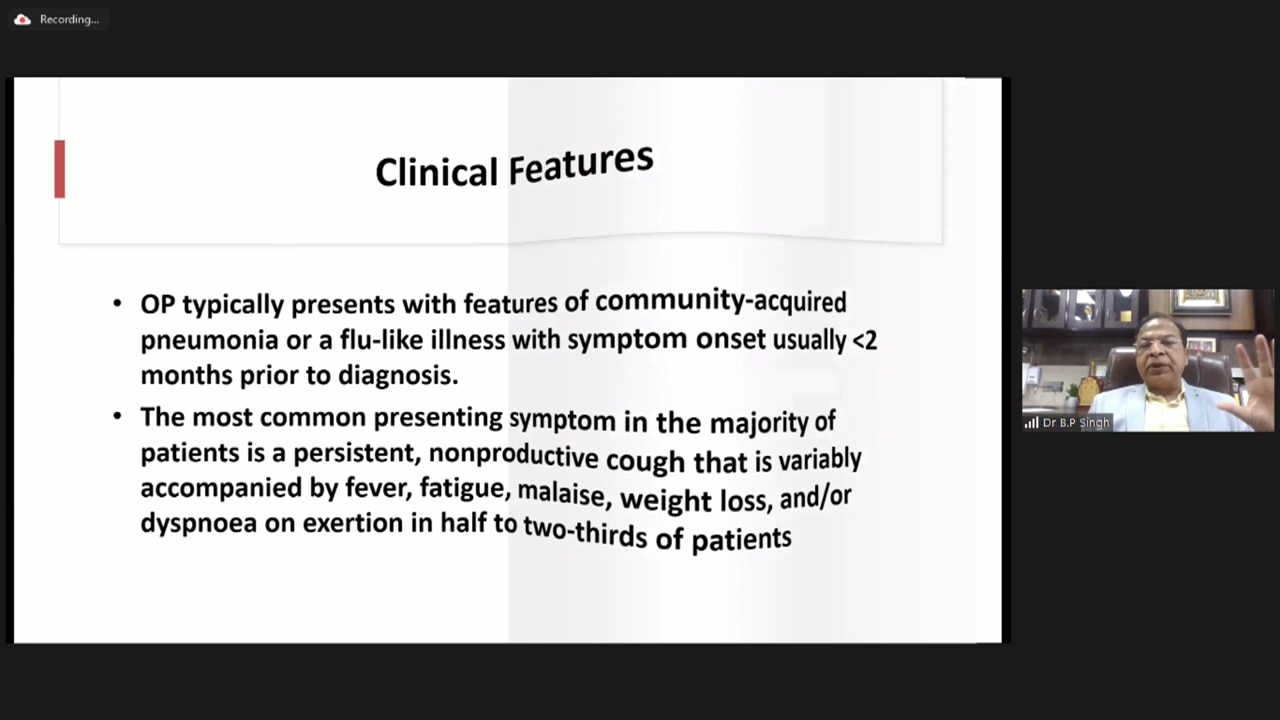 Recording...
Clinical Features
• OP typically presents with features of community-acquired
pneumonia or a flu-like illness with symptom onset usually <2
months prior to diagnosis.
• The most common presenting symptom in the majority of
patients is a persistent, nonproductive cough that is variably
accompanied by fever, fatigue, malaise, weight loss, and/or
dyspnoea on exertion in half to two-thirds of patients
Dr B.P Singh